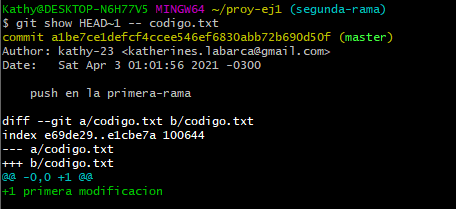 Kathy@DESKTOP-N6H77V5 MINGW64 ~/proy-ej1 (segunda-rama)
$ git show HEAD~1 -- codigo.txt
commit a1be7ce1defcf4ccee546ef6830abb72b690d50f (master)
Author: kathy-23 <katherines.labarca@gmail.com>
Date:   Sat Apr 3 01:01:56 2021 -0300
push en la primera-rama
diff --git a/codigo.txt b/codigo.txt
index e69de29..e1cbe7a 100644
--- a/codigo.txt
+++ b/codigo.txt
@@ -0,0 +1 @@
+1 primera modificacion